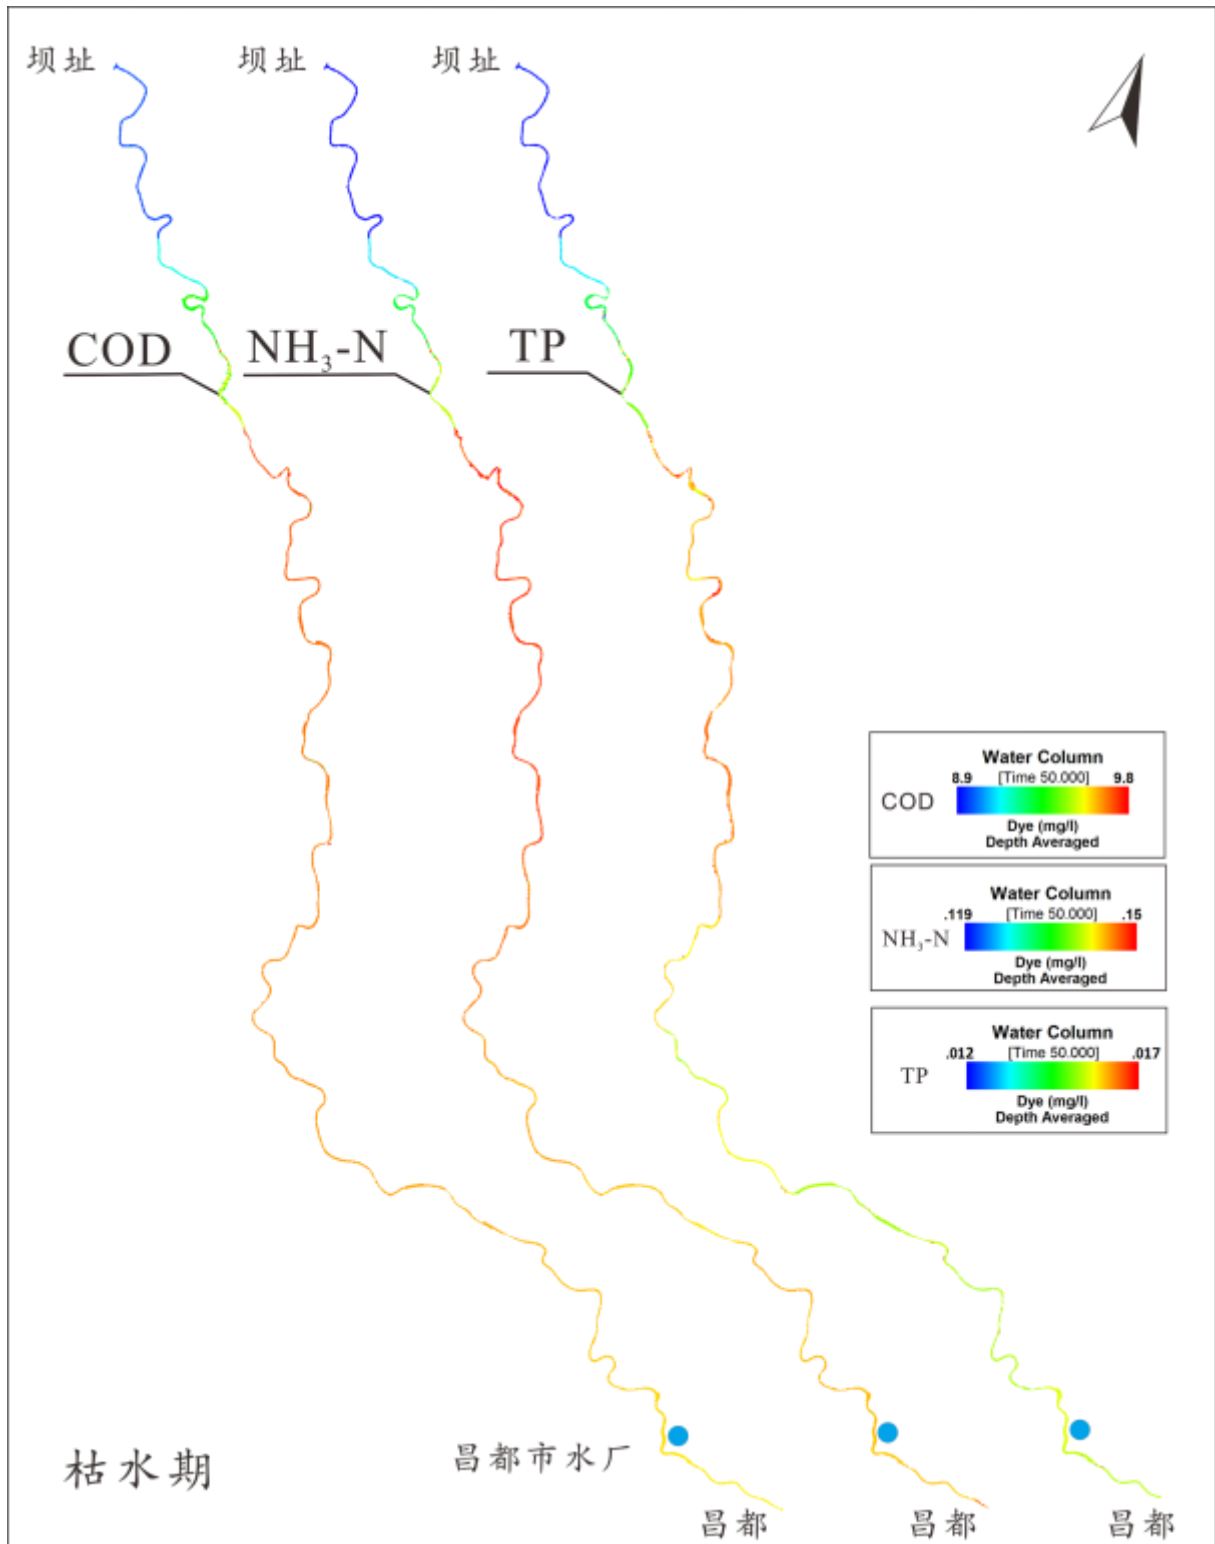 坝址 坝址 坝址
COD NH₃-N TP
Water Column
8.9 [Time 50.000] 9.8
COD
Dye (mg/l)
Depth Averaged
Water Column
.119 [Time 50.000] .15
NH₃-N
Dye (mg/l)
Depth Averaged
Water Column
.012 [Time 50.000] .017
TP
Dye (mg/l)
Depth Averaged
枯水期
昌都市水厂
昌都 昌都 昌都